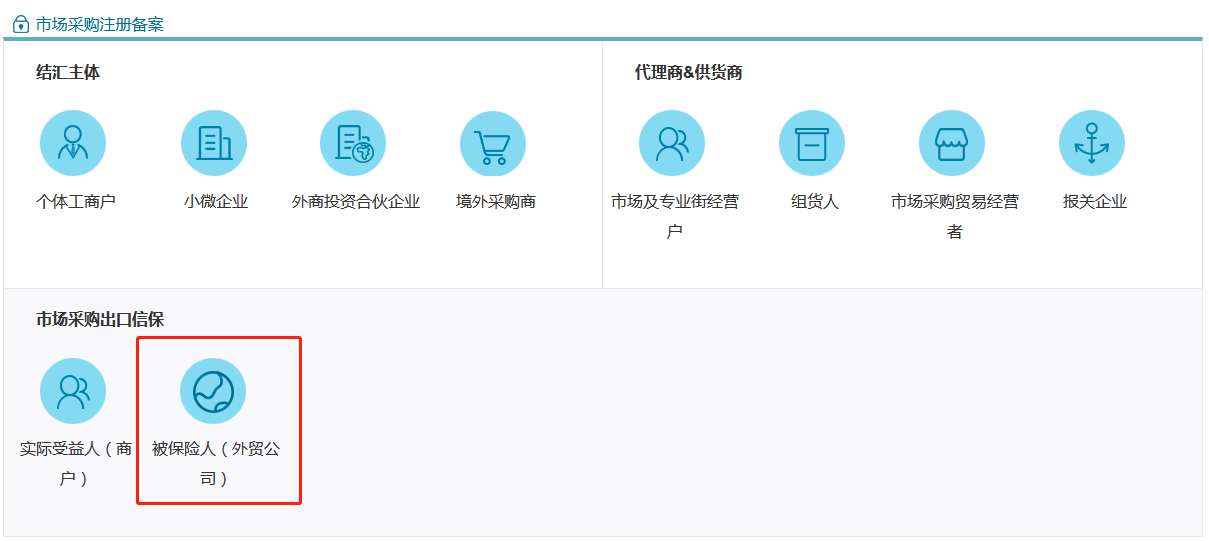 市场采购注册备案
结汇主体
代理商&供货商
个体工商户
小微企业
外商投资合伙企业
境外采购商
市场及专业街经营
户
组货人
市场采购贸易经营
者
报关企业
市场采购出口信保
实际受益人（商
户）
被保险人（外贸公
司）